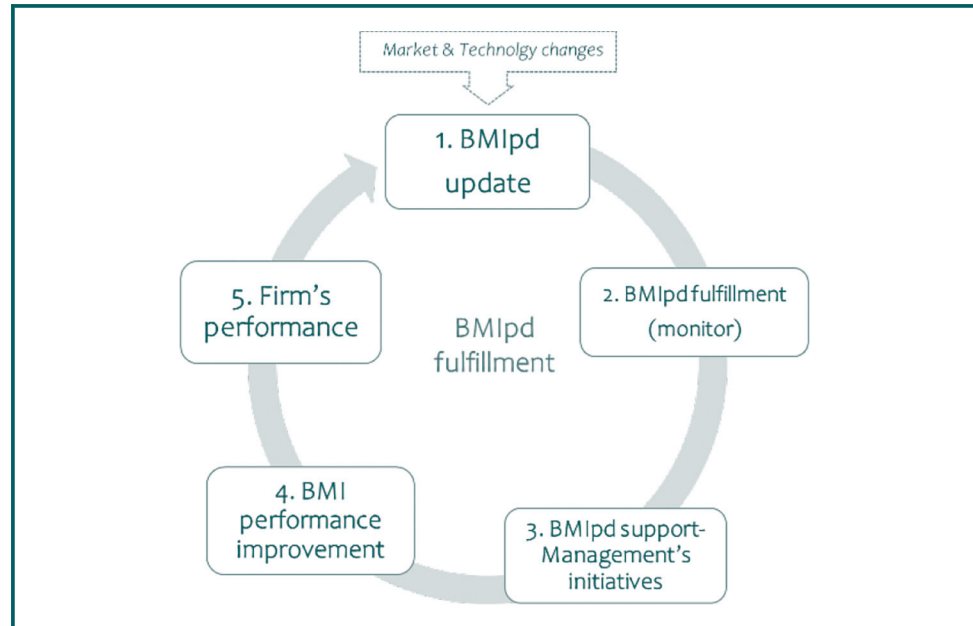 Market & Technolgy changes
1. BMIpd
update
2. BMIpd fulfillment
(monitor)
3. BMIpd support-
Management's
initiatives
4. BMI
performance
improvement
5. Firm's
performance
BMIpd
fulfillment